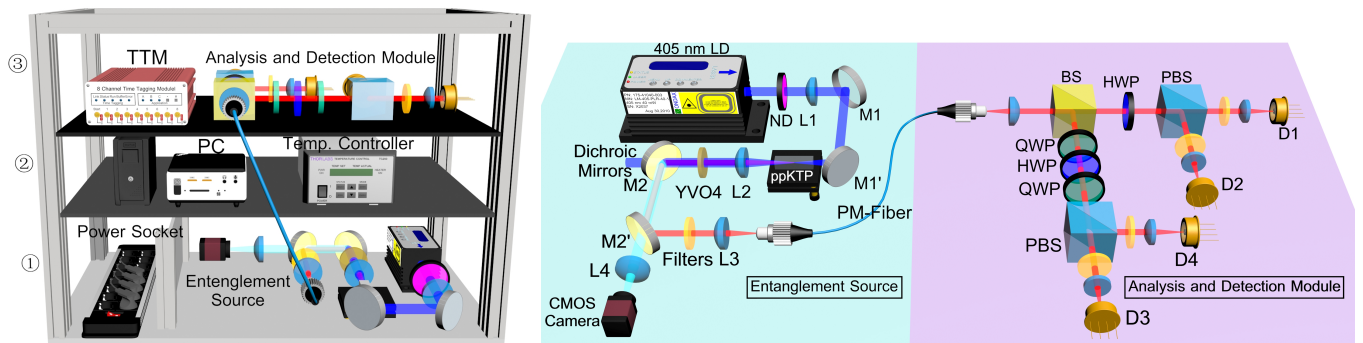 ③
TTM
Analysis and Detection Module
8 Channel Time Tagging Module
②
PC
Temp. Controller
①
Power Socket
Entenglement
Source
405 nm LD
ND
L1
M1
Dichroic
Mirrors
M2
YVO4
L2
ppKTP
M1'
PM-Fiber
M2'
Filters
L3
L4
CMOS
Camera
Entanglement Source
BS
HWP
PBS
D1
QWP
HWP
QWP
D2
PBS
D4
D3
Analysis and Detection Module